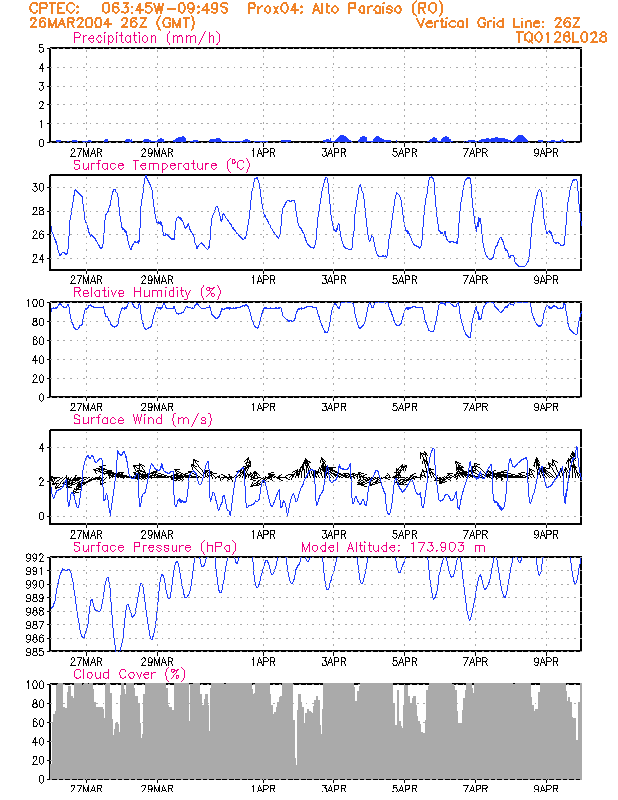 CPTEC: 063:45W-09:49S Prox04: Alto Paraíso (RO)
26MAR2004 26Z (GMT) Vertical Grid Line: 26Z
Precipitation (mm/h) TQ0126L028
5
4
3
2
1
0
27MAR 29MAR 1APR 3APR 5APR 7APR 9APR
Surface Temperature (°C)
30
28
26
24
27MAR 29MAR 1APR 3APR 5APR 7APR 9APR
Relative Humidity (%)
100
80
60
40
20
0
27MAR 29MAR 1APR 3APR 5APR 7APR 9APR
Surface Wind (m/s)
4
2
0
27MAR 29MAR 1APR 3APR 5APR 7APR 9APR
Surface Pressure (hPa) Model Altitude: 173.903 m
992
991
990
989
988
987
986
985
27MAR 29MAR 1APR 3APR 5APR 7APR 9APR
Cloud Cover (%)
100
80
60
40
20
0
27MAR 29MAR 1APR 3APR 5APR 7APR 9APR